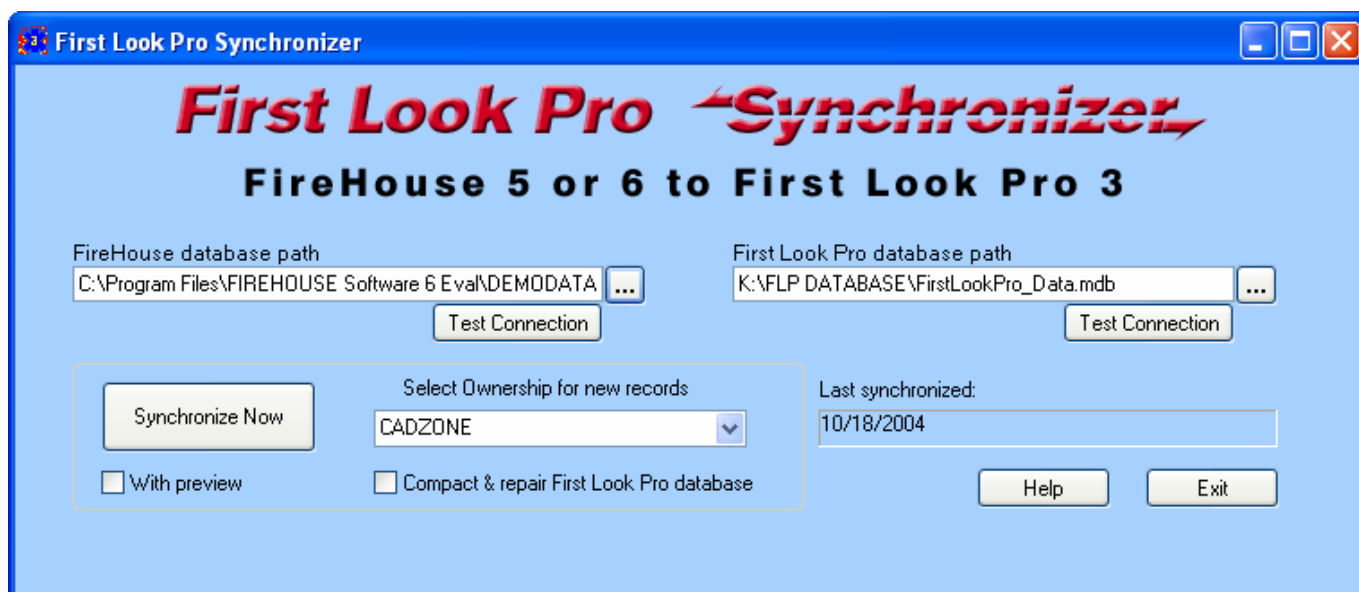 First Look Pro Synchronizer
First Look Pro Synchronizer
FireHouse 5 or 6 to First Look Pro 3
FireHouse database path
C:\Program Files\FIREHOUSE Software 6 Eval\DEMODATA
...
Test Connection
First Look Pro database path
K:\FLP DATABASE\FirstLookPro_Data.mdb
...
Test Connection
Synchronize Now
Select Ownership for new records
CADZONE
With preview
Compact & repair First Look Pro database
Last synchronized:
10/18/2004
Help
Exit